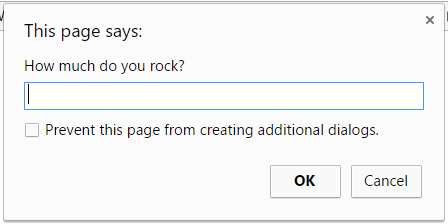 This page says:
How much do you rock?
Prevent this page from creating additional dialogs.
OK Cancel